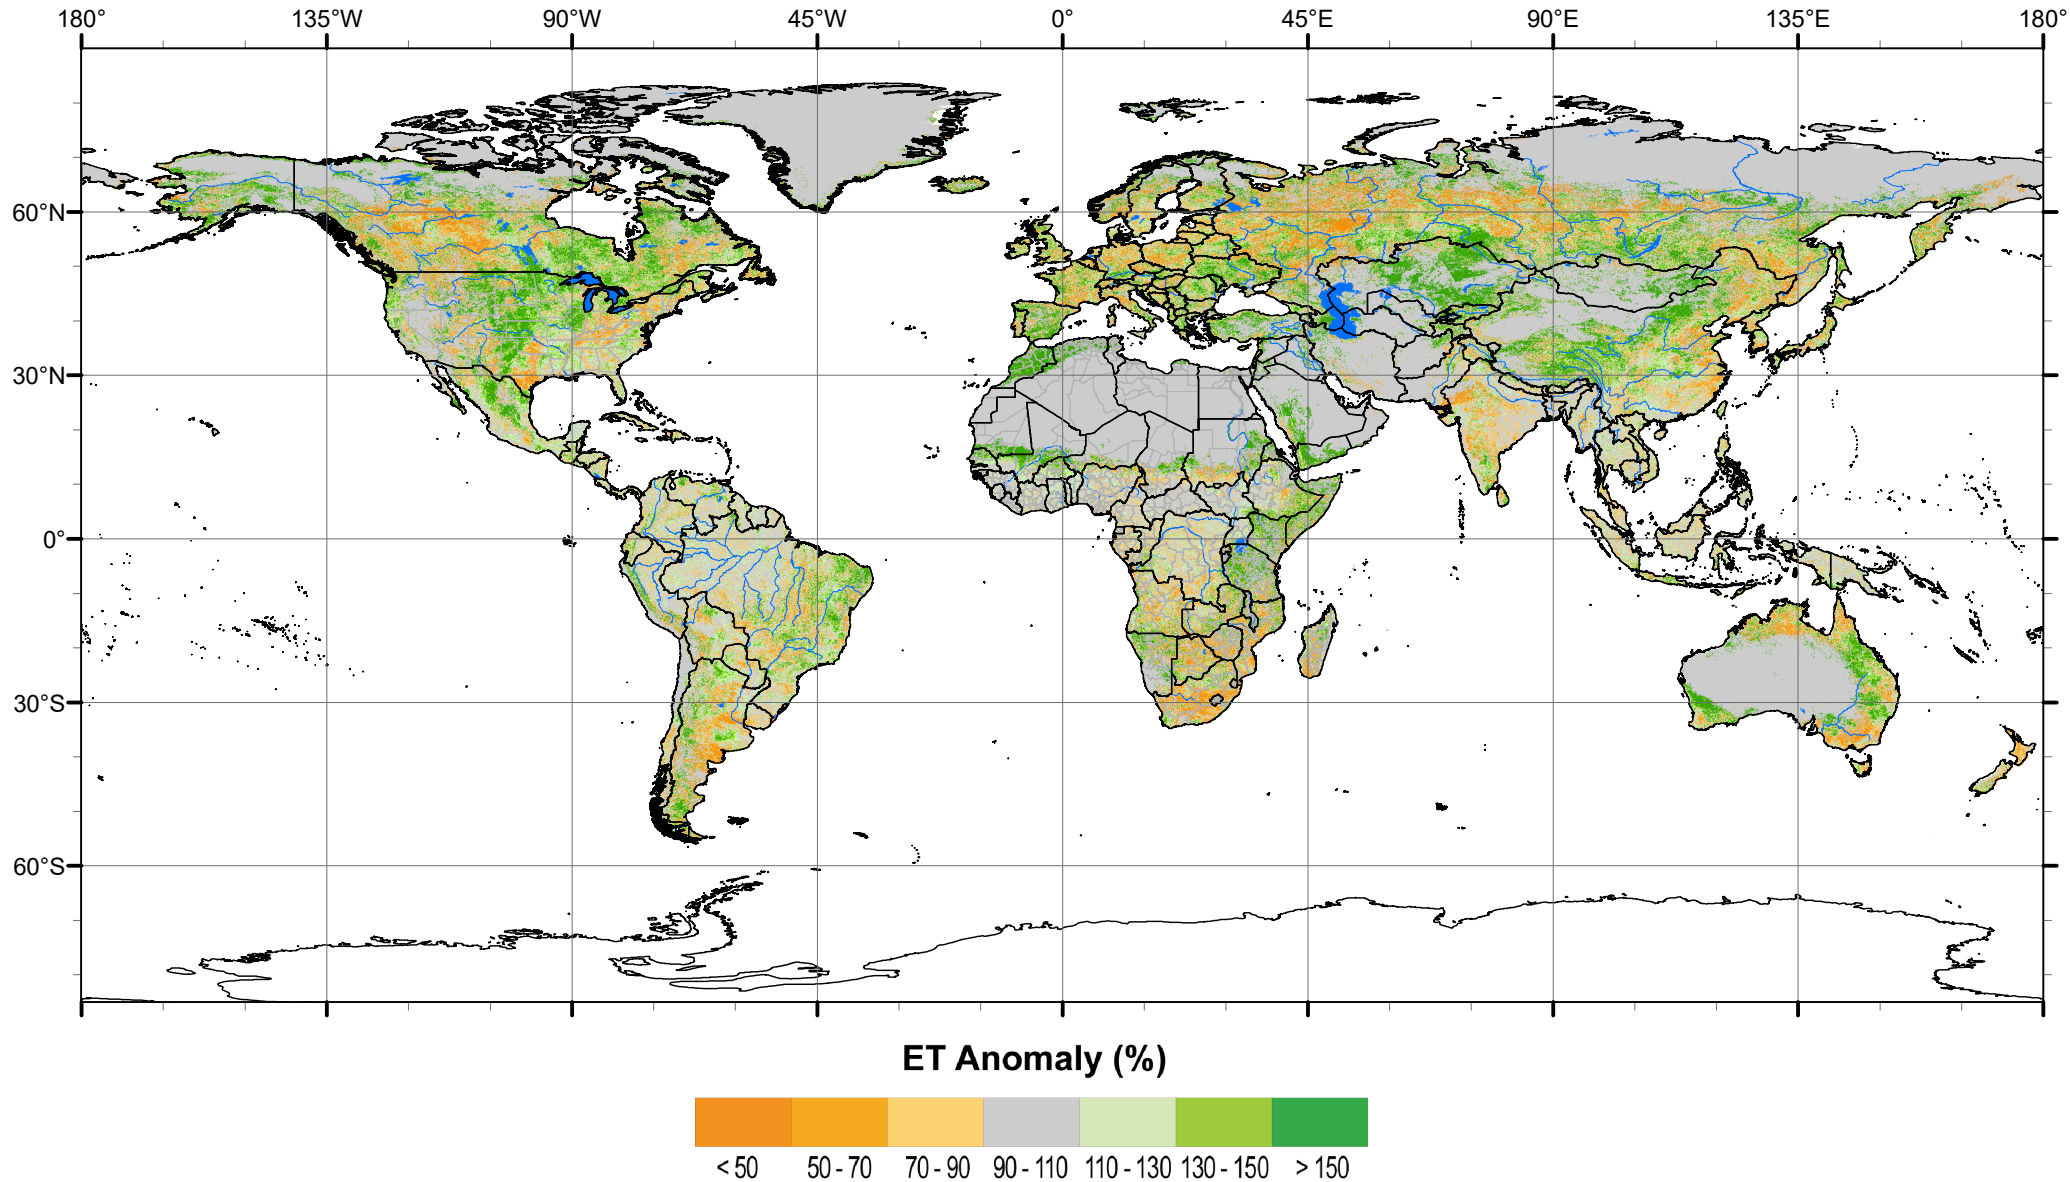 180° 135°W 90°W 45°W 0° 45°E 90°E 135°E 180°
60°N
30°N
0°
30°S
60°S
ET Anomaly (%)
< 50 50 - 70 70 - 90 90 - 110 110 - 130 130 - 150 > 150